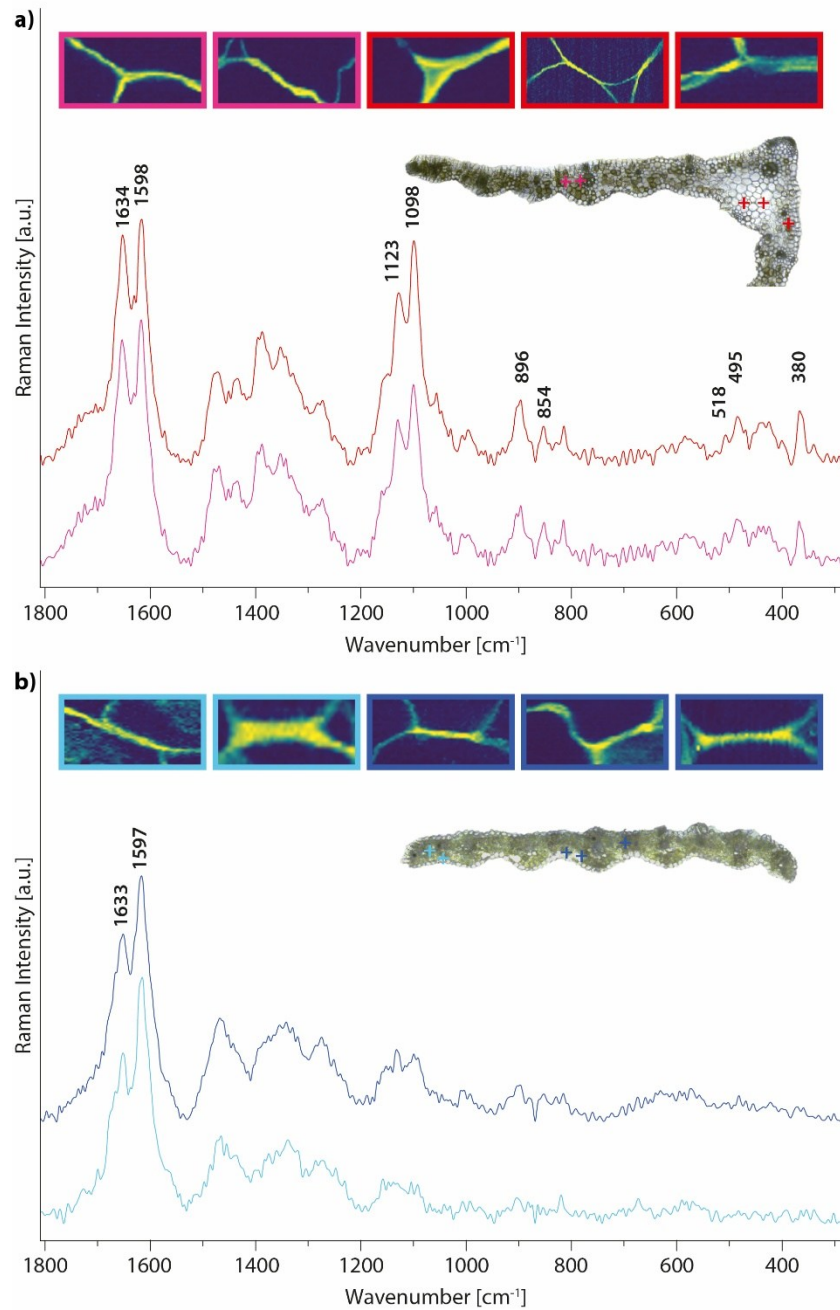 a)
1634
1598
1123
1098
896
854
518
495
380
Raman Intensity [a.u.]
1800 1600 1400 1200 1000 800 600 400
Wavenumber [cm⁻¹]
b)
1633
1597
Raman Intensity [a.u.]
1800 1600 1400 1200 1000 800 600 400
Wavenumber [cm⁻¹]